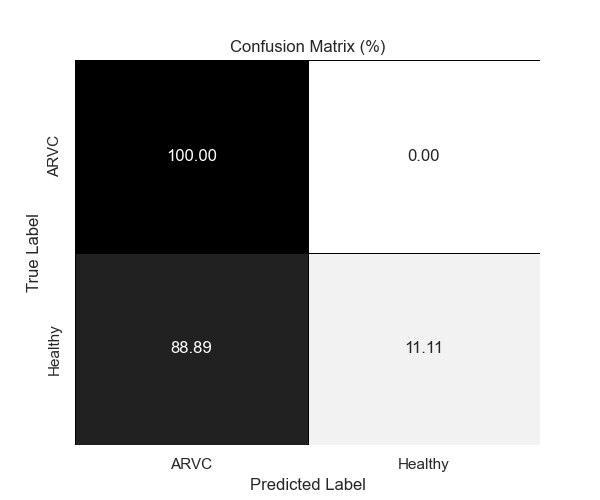 Confusion Matrix (%)
True Label
ARVC
100.00
0.00
Healthy
88.89
11.11
ARVC
Healthy
Predicted Label